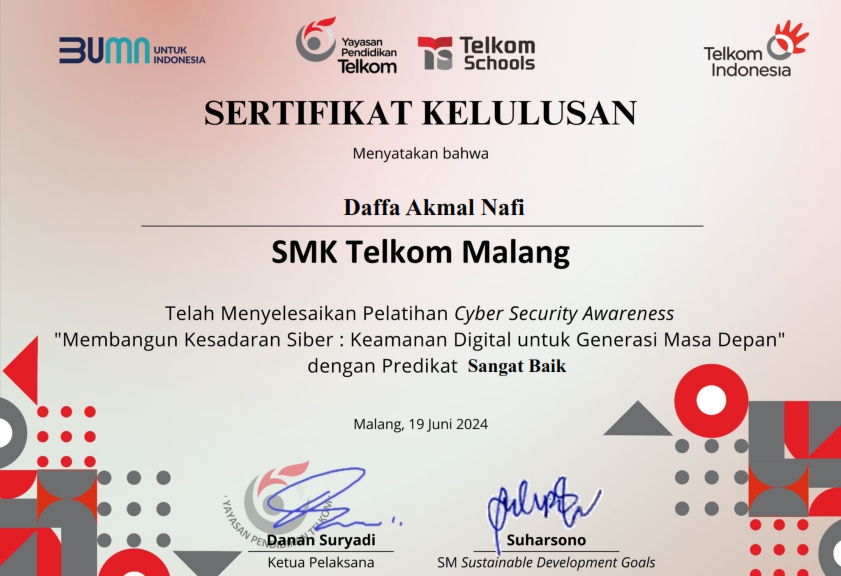 BUMN UNTUK INDONESIA
Yayasan Pendidikan Telkom
Telkom Schools
Telkom Indonesia
SERTIFIKAT KELULUSAN
Menyatakan bahwa
Daffa Akmal Nafi
SMK Telkom Malang
Telah Menyelesaikan Pelatihan Cyber Security Awareness
"Membangun Kesadaran Siber : Keamanan Digital untuk Generasi Masa Depan"
dengan Predikat Sangat Baik
Malang, 19 Juni 2024
YAYASAN PENDIDIKAN TELKOM
Danan Suryadi
Ketua Pelaksana
Suharsono
SM Sustainable Development Goals